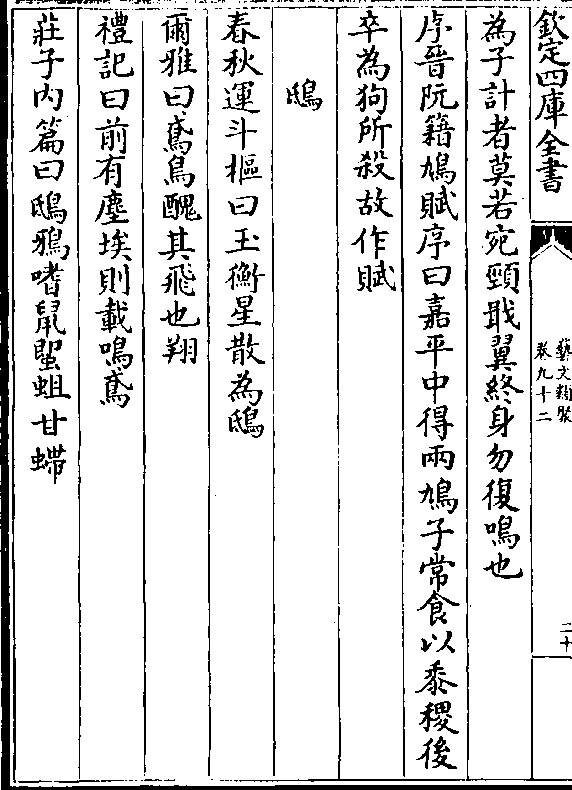 欽定四庫全書
藝文類聚
卷九十二
二十
為子計者莫若宛頸戢翼終身勿復鳴也
序晉阮籍鳩賦序曰嘉平中得兩鳩子常食以黍稷後
卒為狗所殺故作賦
鴟
春秋運斗樞曰玉衡星散為鴟
爾雅曰鳶鳥醜其飛也翔
禮記曰前有塵埃則載鳴鳶
莊子內篇曰鴟鴉嗜鼠䘆蛆甘螮